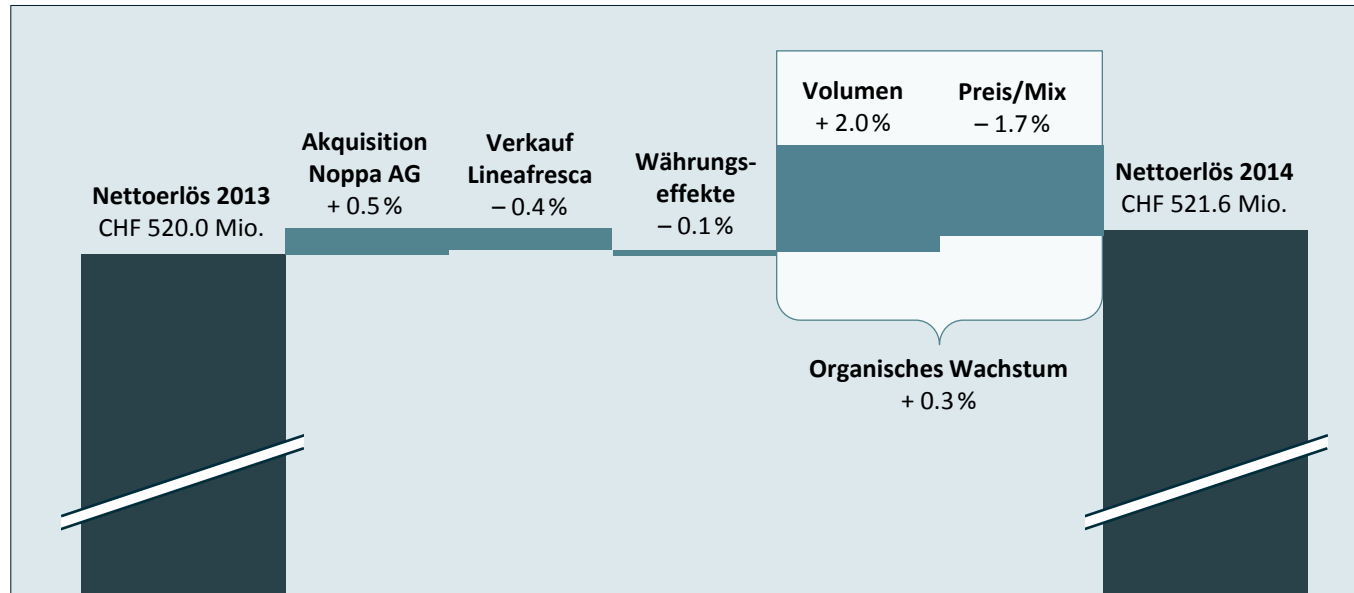 Nettoerlös 2013
CHF 520.0 Mio.
Akquisition
Noppa AG
+ 0.5 %
Verkauf
Lineafresca
– 0.4 %
Währungs-
effekte
– 0.1 %
Volumen
+ 2.0 %
Preis/Mix
– 1.7 %
Nettoerlös 2014
CHF 521.6 Mio.
Organisches Wachstum
+ 0.3 %